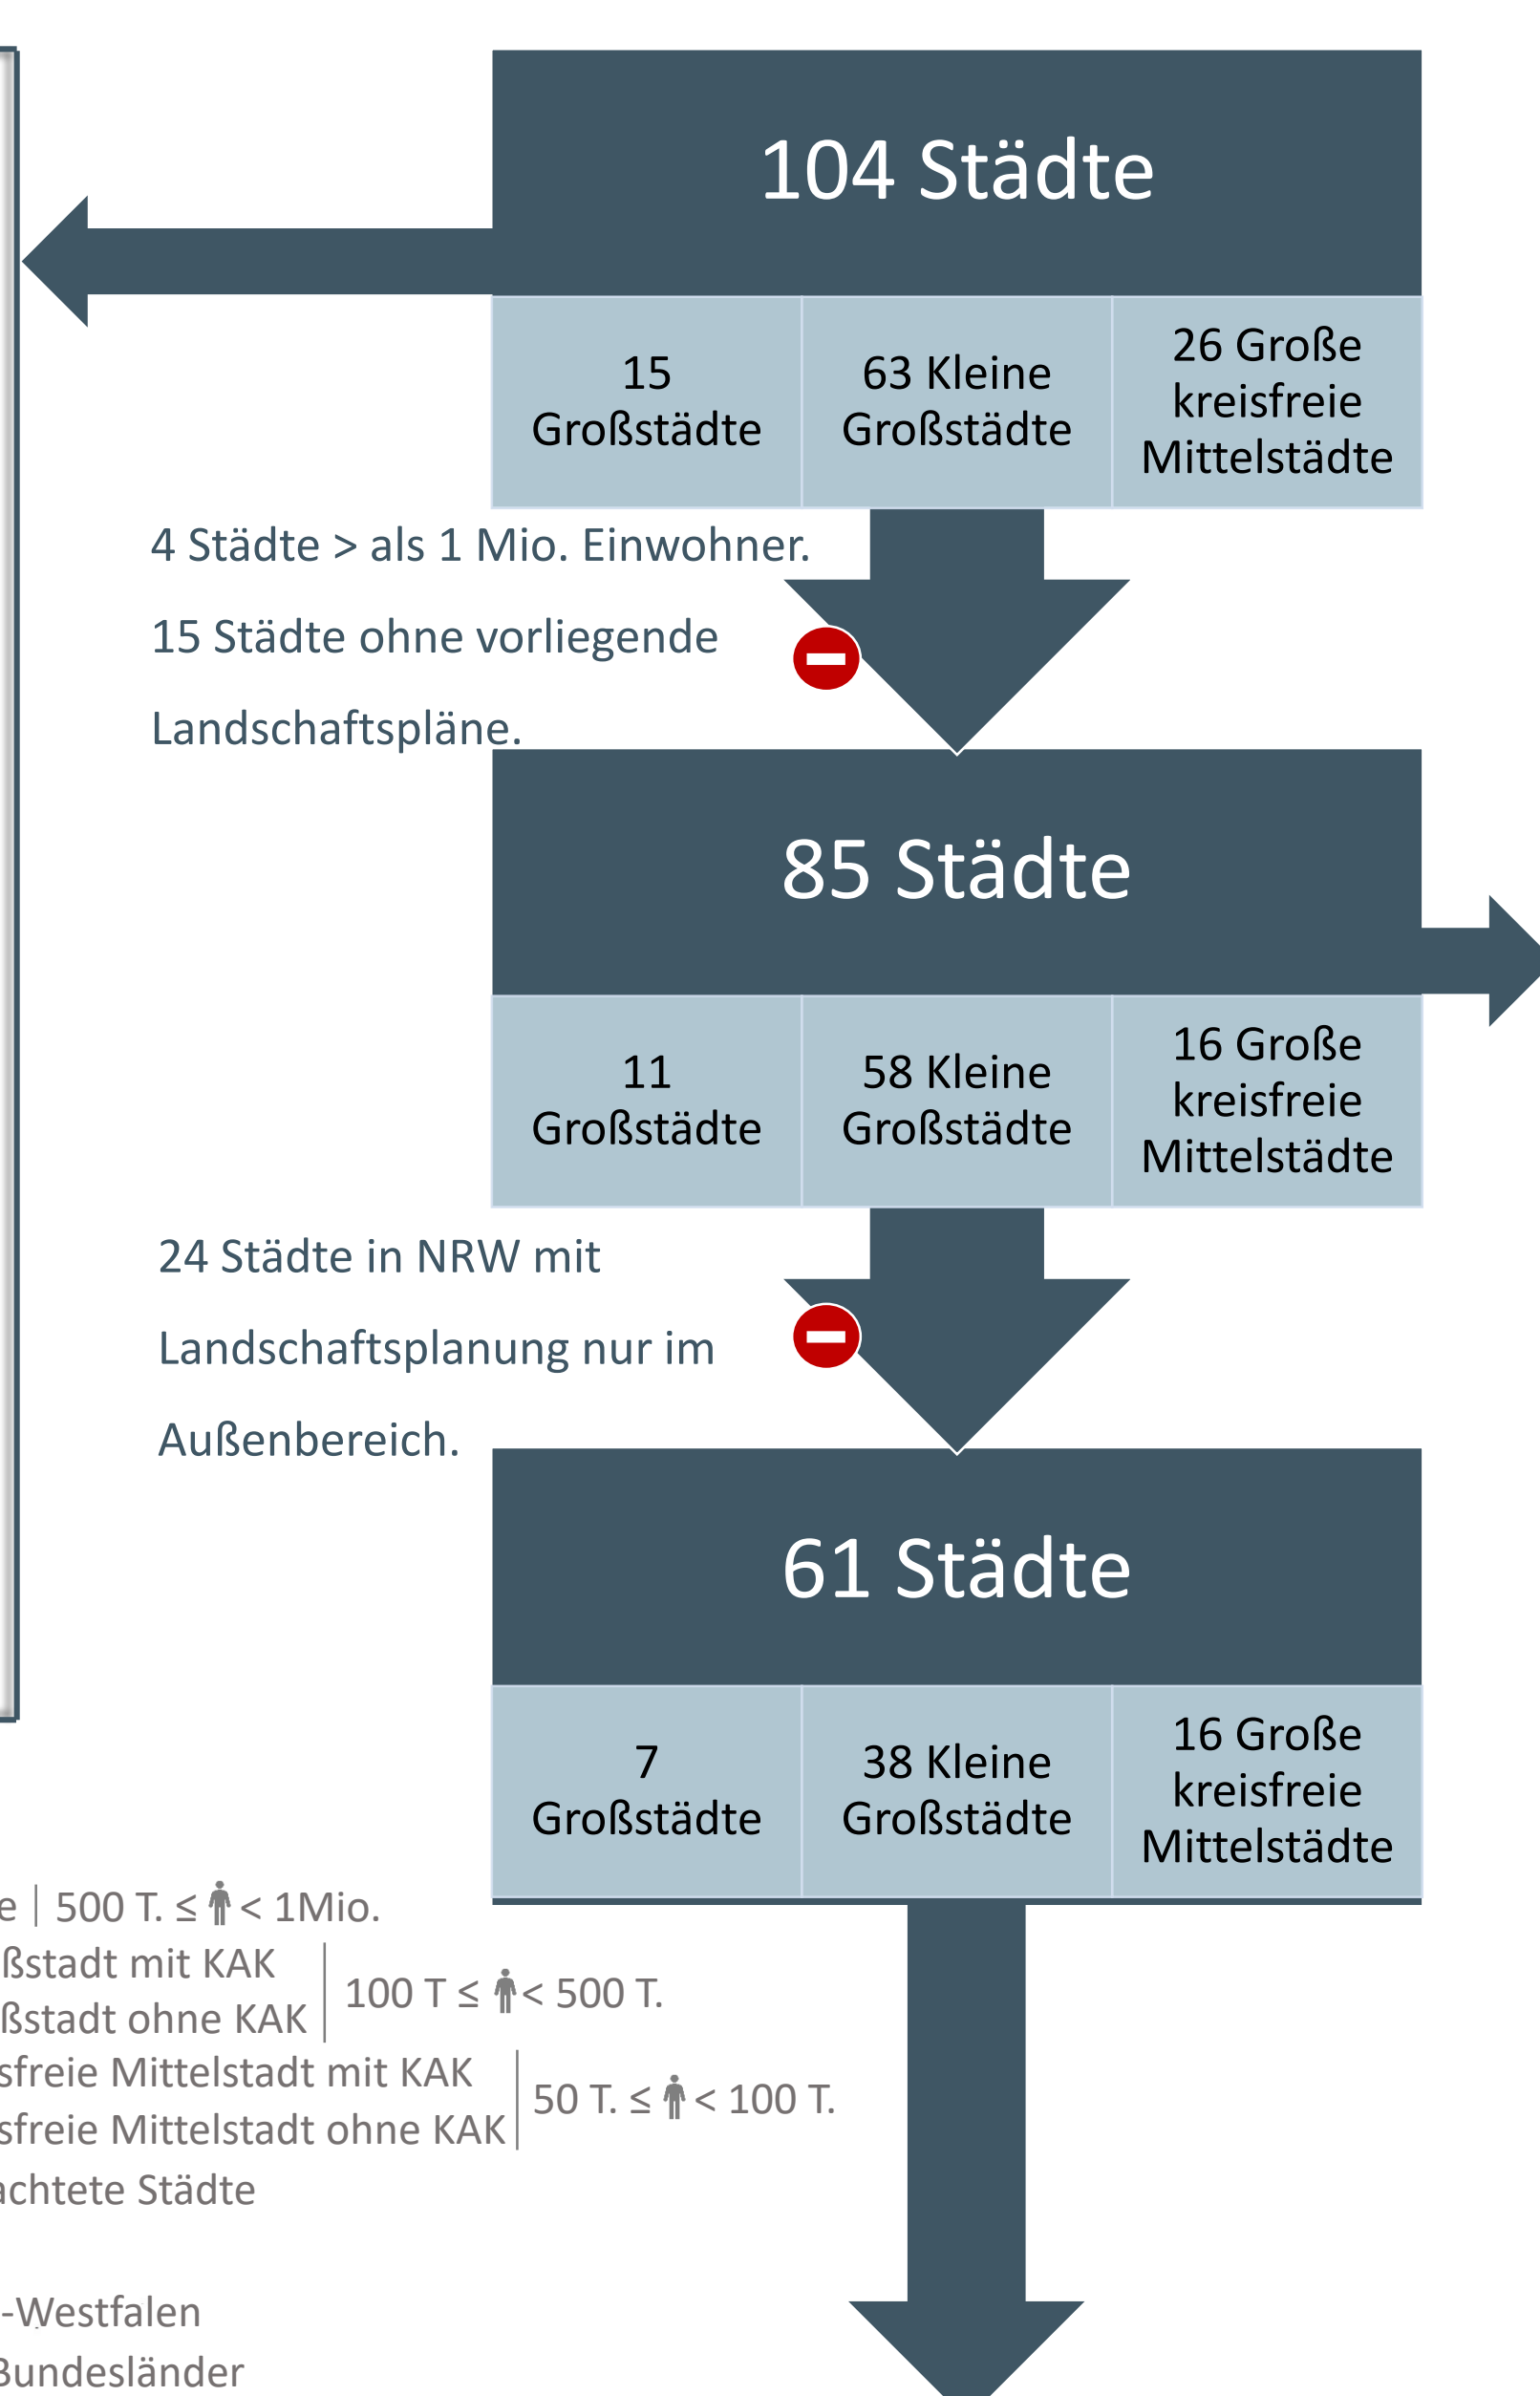 104 Städte
15
Großstädte
63 Kleine
Großstädte
26 Große
kreisfreie
Mittelstädte
4 Städte > als 1 Mio. Einwohner.
15 Städte ohne vorliegende
Landschaftspläne.
85 Städte
11
Großstädte
58 Kleine
Großstädte
16 Große
kreisfreie
Mittelstädte
24 Städte in NRW mit
Landschaftsplanung nur im
Außenbereich.
61 Städte
7
Großstädte
38 Kleine
Großstädte
16 Große
kreisfreie
Mittelstädte
e | 500 T. ≤ < 1Mio.
ßstadt mit KAK
ßstadt ohne KAK
100 T ≤ < 500 T.
sfreie Mittelstadt mit KAK
sfreie Mittelstadt ohne KAK
50 T. ≤ < 100 T.
achtete Städte
-Westfalen
Bundesländer